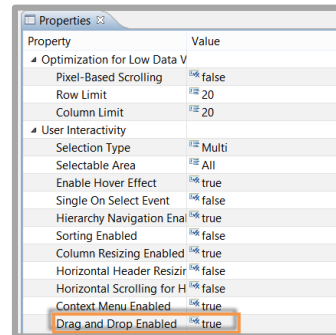 Properties
Property Value
Optimization for Low Data V
Pixel-Based Scrolling false
Row Limit 20
Column Limit 20
User Interactivity
Selection Type Multi
Selectable Area All
Enable Hover Effect true
Single On Select Event false
Hierarchy Navigation Enal true
Sorting Enabled false
Column Resizing Enabled true
Horizontal Header Resizir false
Horizontal Scrolling for H false
Context Menu Enabled true
Drag and Drop Enabled true